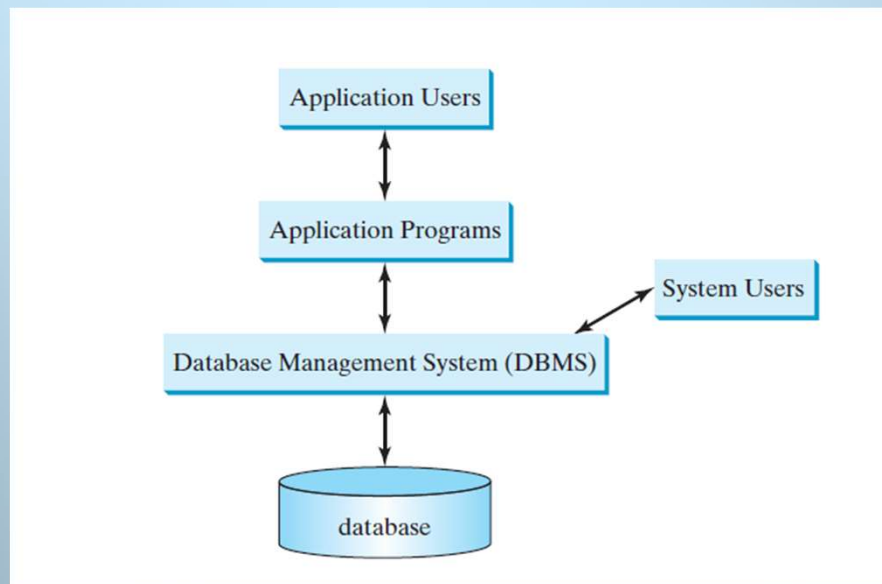 Application Users
Application Programs
System Users
Database Management System (DBMS)
database